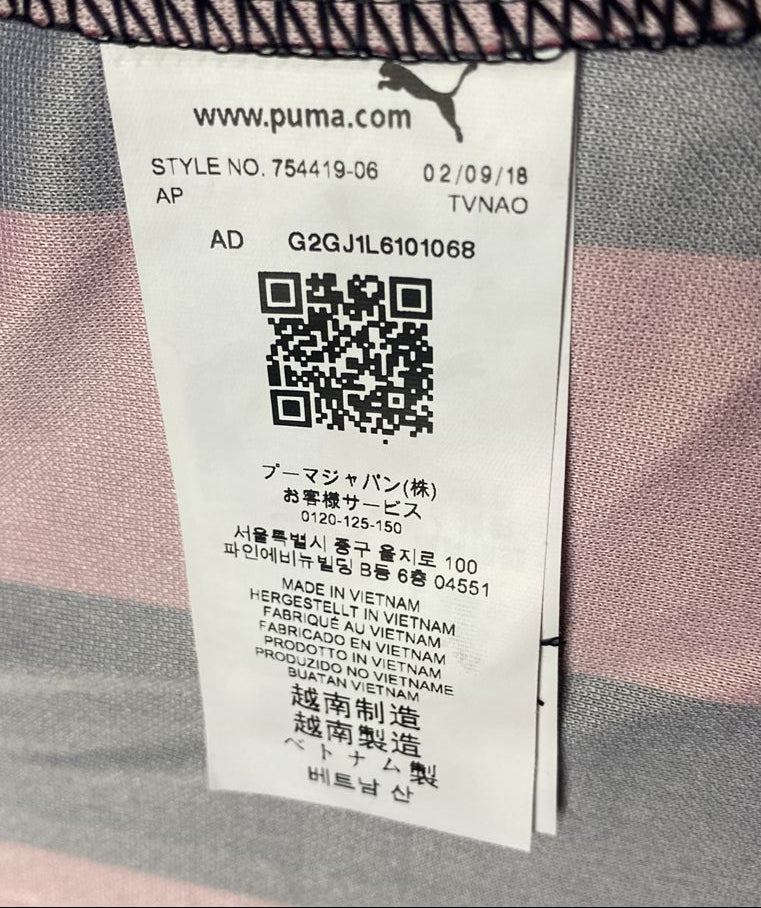 www.puma.com
STYLE NO. 754419-06 02/09/18
AP TVNAO
AD G2GJ1L6101068
プーマジャパン(株)
お客様サービス
0120-125-150
서울특별시 중구 을지로 100
파인에비뉴빌딩 B동 6층 04551
MADE IN VIETNAM
HERGESTELLT IN VIETNAM
FABRIQUÉ AU VIETNAM
FABRICADO EN VIETNAM
PRODOTTO IN VIETNAM
PRODUZIDO NO VIETNAME
BUATAN VIETNAM
越南制造
越南製造
ベトナム製
베트남 산